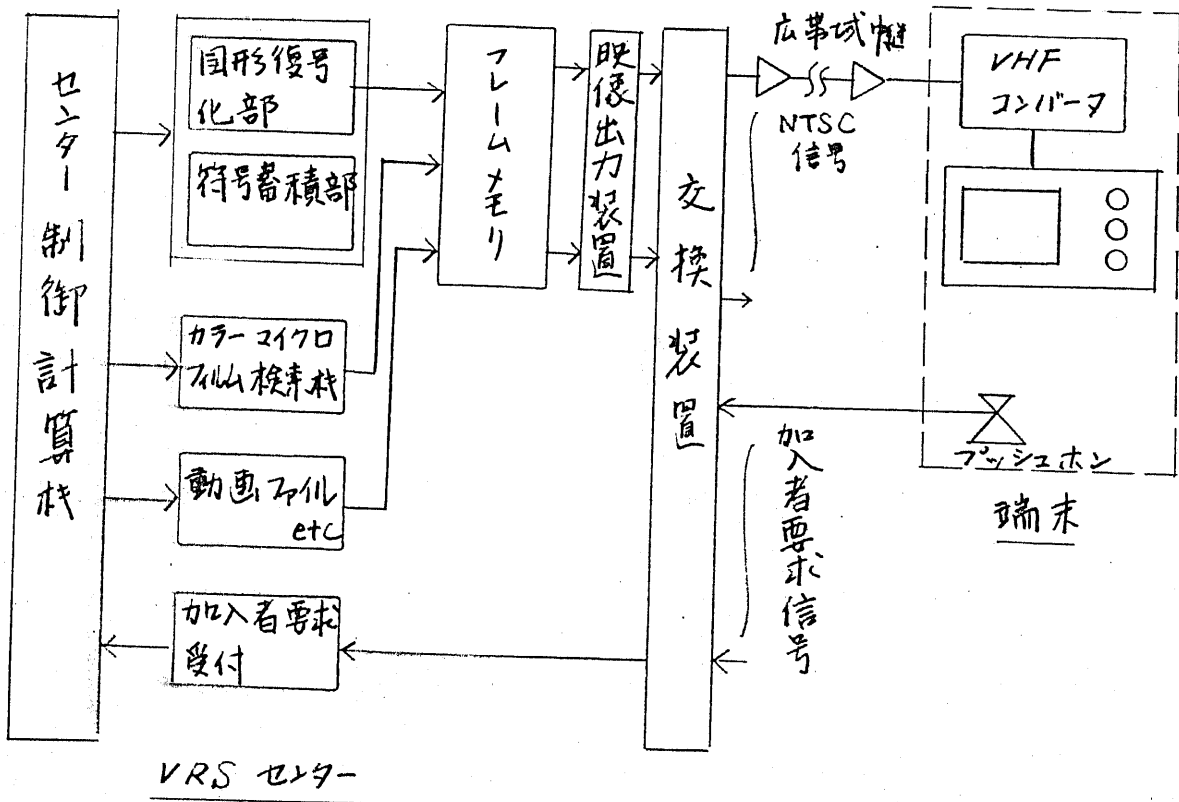 センター制御計算机
図形復号
化部
符号蓄積部
カラーマイクロ
フィルム検索机
動画ファイル
etc
加入者要求
受付
フレームメモリ
映像出力装置
交換装置
広帯域中継
NTSC
信号
加入者要求信号
VHF
コンバータ
プッシュホン
端末
VRS センター